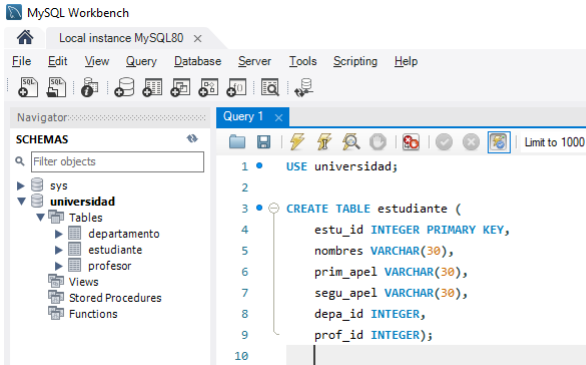 MySQL Workbench
Local instance MySQL80 ×
File Edit View Query Database Server Tools Scripting Help
Navigator
Query 1 ×
SCHEMAS
Limit to 1000
Filter objects
sys
universidad
Tables
departamento
estudiante
profesor
Views
Stored Procedures
Functions
1 USE universidad;
2
3 CREATE TABLE estudiante (
4 estu_id INTEGER PRIMARY KEY,
5 nombres VARCHAR(30),
6 prim_apel VARCHAR(30),
7 segu_apel VARCHAR(30),
8 depa_id INTEGER,
9 prof_id INTEGER);
10